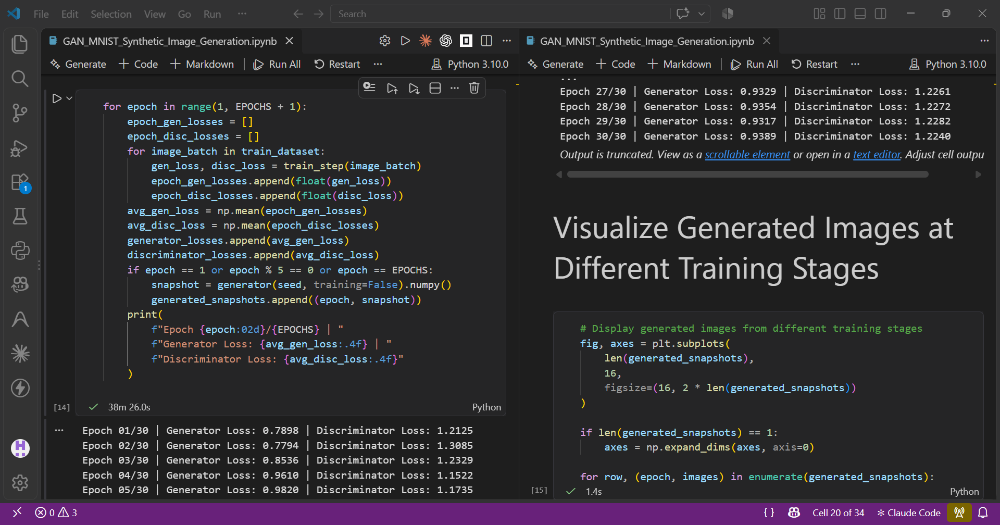 File Edit Selection View Go Run ···
Search
GAN_MNIST_Synthetic_Image_Generation.ipynb
Generate + Code + Markdown | Run All Restart ··· Python 3.10.0
for epoch in range(1, EPOCHS + 1):
epoch_gen_losses = []
epoch_disc_losses = []
for image_batch in train_dataset:
gen_loss, disc_loss = train_step(image_batch)
epoch_gen_losses.append(float(gen_loss))
epoch_disc_losses.append(float(disc_loss))
avg_gen_loss = np.mean(epoch_gen_losses)
avg_disc_loss = np.mean(epoch_disc_losses)
generator_losses.append(avg_gen_loss)
discriminator_losses.append(avg_disc_loss)
if epoch == 1 or epoch % 5 == 0 or epoch == EPOCHS:
snapshot = generator(seed, training=False).numpy()
generated_snapshots.append((epoch, snapshot))
print(
f"Epoch {epoch:02d}/{EPOCHS} | "
f"Generator Loss: {avg_gen_loss:.4f} | "
f"Discriminator Loss: {avg_disc_loss:.4f}"
)
[14] 38m 26.0s Python
Epoch 01/30 | Generator Loss: 0.7898 | Discriminator Loss: 1.2125
Epoch 02/30 | Generator Loss: 0.7794 | Discriminator Loss: 1.3085
Epoch 03/30 | Generator Loss: 0.8536 | Discriminator Loss: 1.2329
Epoch 04/30 | Generator Loss: 0.9610 | Discriminator Loss: 1.1522
Epoch 05/30 | Generator Loss: 0.9820 | Discriminator Loss: 1.1735
GAN_MNIST_Synthetic_Image_Generation.ipynb
Generate + Code + Markdown | Run All Restart ··· Python 3.10.0
...
Epoch 27/30 | Generator Loss: 0.9329 | Discriminator Loss: 1.2261
Epoch 28/30 | Generator Loss: 0.9354 | Discriminator Loss: 1.2272
Epoch 29/30 | Generator Loss: 0.9317 | Discriminator Loss: 1.2282
Epoch 30/30 | Generator Loss: 0.9389 | Discriminator Loss: 1.2240
Output is truncated. View as a scrollable element or open in a text editor. Adjust cell outpu
Visualize Generated Images at
Different Training Stages
# Display generated images from different training stages
fig, axes = plt.subplots(
len(generated_snapshots),
16,
figsize=(16, 2 * len(generated_snapshots))
)
if len(generated_snapshots) == 1:
axes = np.expand_dims(axes, axis=0)
for row, (epoch, images) in enumerate(generated_snapshots):
[15] 1.4s Python
1
H
0 3 {} Cell 20 of 34 Claude Code